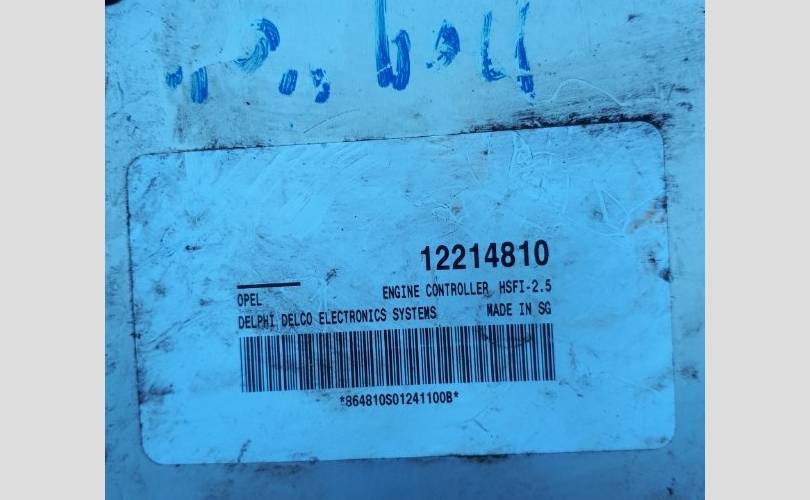 12214810
OPEL ENGINE CONTROLLER HSFI-2.5
DELPHI DELCO ELECTRONICS SYSTEMS MADE IN SG
*864810S01241100B*